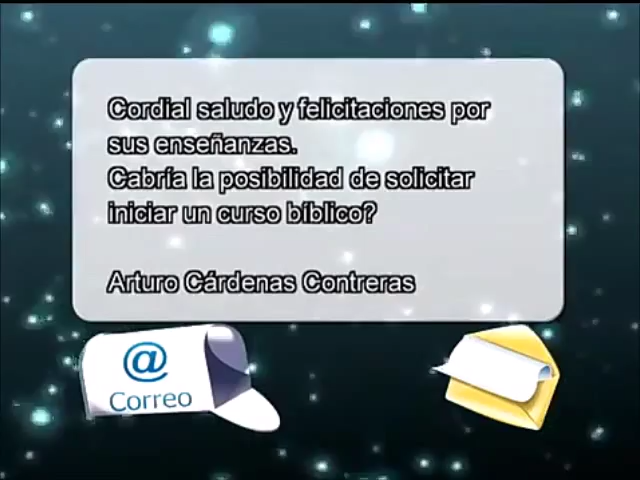 Cordial saludo y felicitaciones por
sus enseñanzas.
Cabría la posibilidad de solicitar
iniciar un curso bíblico?
Arturo Cárdenas Contreras
@
Correo